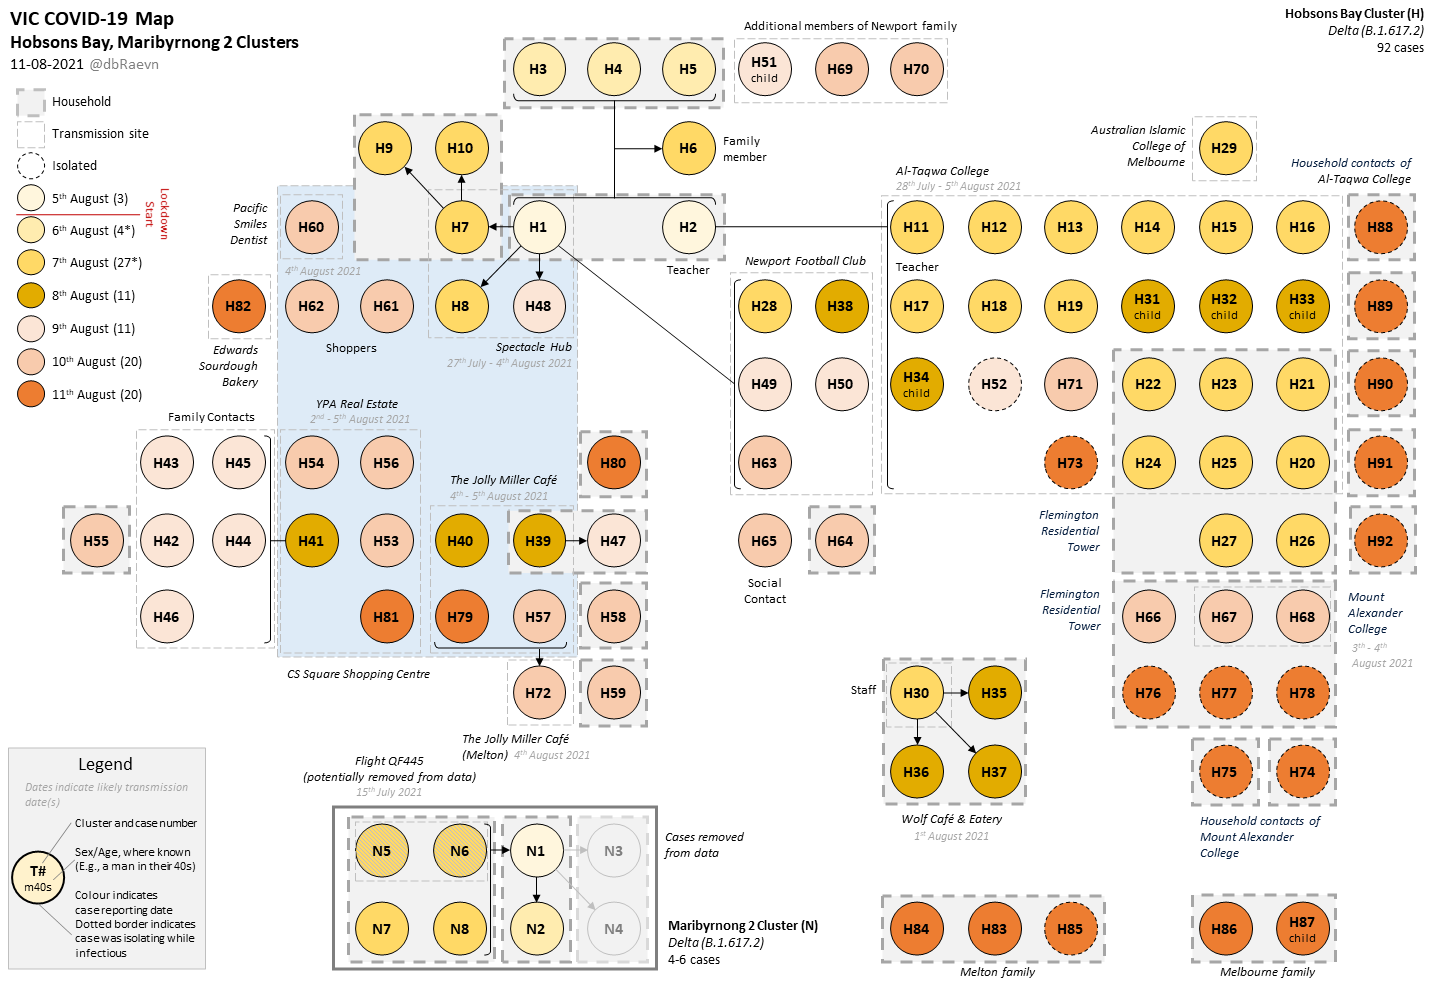 VIC COVID-19 Map
Hobsons Bay, Maribyrnong 2 Clusters
11-08-2021 @dbRaevn
Hobsons Bay Cluster (H)
Delta (B.1.617.2)
92 cases
Household
Transmission site
Isolated
5th August (3)
6th August (4*)
7th August (27*)
8th August (11)
9th August (11)
10th August (20)
11th August (20)
Lockdown
Start
H3 H4 H5
Additional members of Newport family
H51
child
H69 H70
H9 H10
H6
Family
member
Australian Islamic
College of
Melbourne
H29
Household contacts of
Al-Taqwa College
Pacific
Smiles
Dentist
H60
4th August 2021
H7 H1 H2
Teacher
Al-Taqwa College
28th July - 5th August 2021
H11 H12 H13 H14 H15 H16
Teacher
H88
H82
Edwards
Sourdough
Bakery
H62 H61
Shoppers
H8 H48
Spectacle Hub
27th July - 4th August 2021
Newport Football Club
H28 H38
H49 H50
H63
H17 H18 H19
H31
child
H32
child
H33
child
H89
H34
child
H52 H71 H22 H23 H21
H90
H73 H24 H25 H20
H91
Flemington
Residential
Tower
H27 H26
H92
YPA Real Estate
2nd - 5th August 2021
Family Contacts
H43 H45 H54 H56
H80
The Jolly Miller Café
4th - 5th August 2021
H55 H42 H44 H41 H53 H40 H39 H47
H46 H81 H79 H57 H58
CS Square Shopping Centre
H72 H59
The Jolly Miller Café
(Melton) 4th August 2021
H65
Social
Contact
H64
Flemington
Residential
Tower
H66 H67 H68
Mount
Alexander
College
3th - 4th
August 2021
H76 H77 H78
H75 H74
Household contacts of
Mount Alexander
College
Staff
H30 H35
H36 H37
Wolf Café & Eatery
1st August 2021
Legend
Dates indicate likely transmission
date(s)
Cluster and case number
Sex/Age, where known
(E.g., a man in their 40s)
T#
m40s
Colour indicates
case reporting date
Dotted border indicates
case was isolating while
infectious
Flight QF445
(potentially removed from data)
15th July 2021
N5 N6 N1 N3
N7 N8 N2 N4
Cases removed
from data
Maribyrnong 2 Cluster (N)
Delta (B.1.617.2)
4-6 cases
H84 H83 H85
Melton family
H86
H87
child
Melbourne family